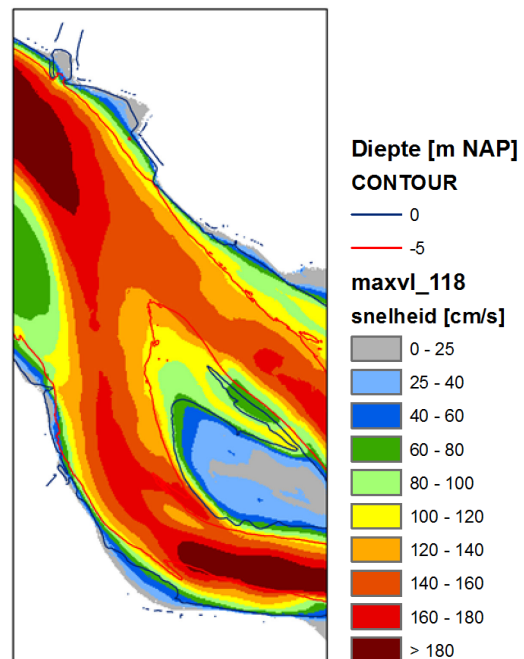 Diepte [m NAP]
CONTOUR
0
-5
maxvl_118
snelheid [cm/s]
0 - 25
25 - 40
40 - 60
60 - 80
80 - 100
100 - 120
120 - 140
140 - 160
160 - 180
> 180